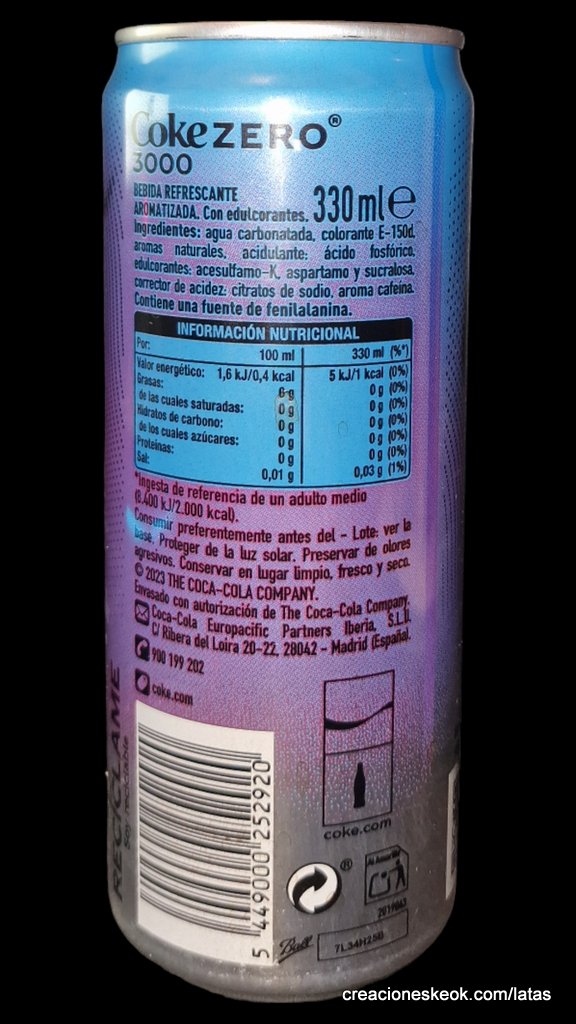 Coke ZERO®
3000
BEBIDA REFRESCANTE
AROMATIZADA. Con edulcorantes. 330 ml e
Ingredientes: agua carbonatada, colorante E-150d,
aromas naturales, acidulante: ácido fosfórico,
edulcorantes: acesulfamo-K, aspartamo y sucralosa,
corrector de acidez: citratos de sodio, aroma cafeína.
Contiene una fuente de fenilalanina.
INFORMACIÓN NUTRICIONAL
Por: 100 ml 330 ml (%*)
Valor energético: 1,6 kJ/0,4 kcal 5 kJ/1 kcal (0%)
Grasas: 0 g 0 g (0%)
de las cuales saturadas: 0 g 0 g (0%)
Hidratos de carbono: 0 g 0 g (0%)
de los cuales azúcares: 0 g 0 g (0%)
Proteínas: 0 g 0 g (0%)
Sal: 0,01 g 0,03 g (1%)
*Ingesta de referencia de un adulto medio
(8.400 kJ/2.000 kcal).
Consumir preferentemente antes del - Lote: ver la
base. Proteger de la luz solar. Preservar de olores
agresivos. Conservar en lugar limpio, fresco y seco.
© 2023 THE COCA-COLA COMPANY.
Envasado con autorización de The Coca-Cola Company.
Coca-Cola Europacific Partners Iberia, S.L.U.
C/ Ribera del Loira 20-22, 28042 - Madrid (España).
900 199 202
coke.com
RECÍCLAME
Soy reciclable
coke.com
5 449000 252920
®
Al Amarillo
2019063
Ball
7L34H25B
creacioneskeok.com/latas